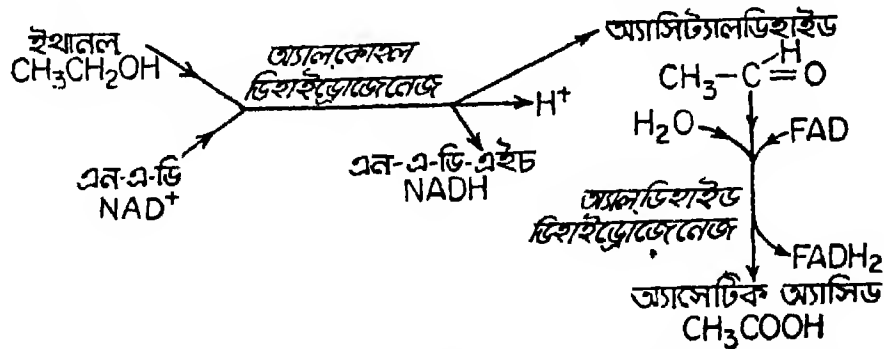 ইথানল
CH₃CH₂OH
অ্যালকোহল
ডিহাইড্রোজেনেজ
এন-এ-ডি
NAD⁺
H⁺
এন-এ-ডি-এইচ
NADH
অ্যাসিট্যালডিহাইড
H
CH₃–C=O
H₂O
FAD
অ্যালডিহাইড
ডিহাইড্রোজেনেজ
FADH₂
অ্যাসেটিক অ্যাসিড
CH₃COOH